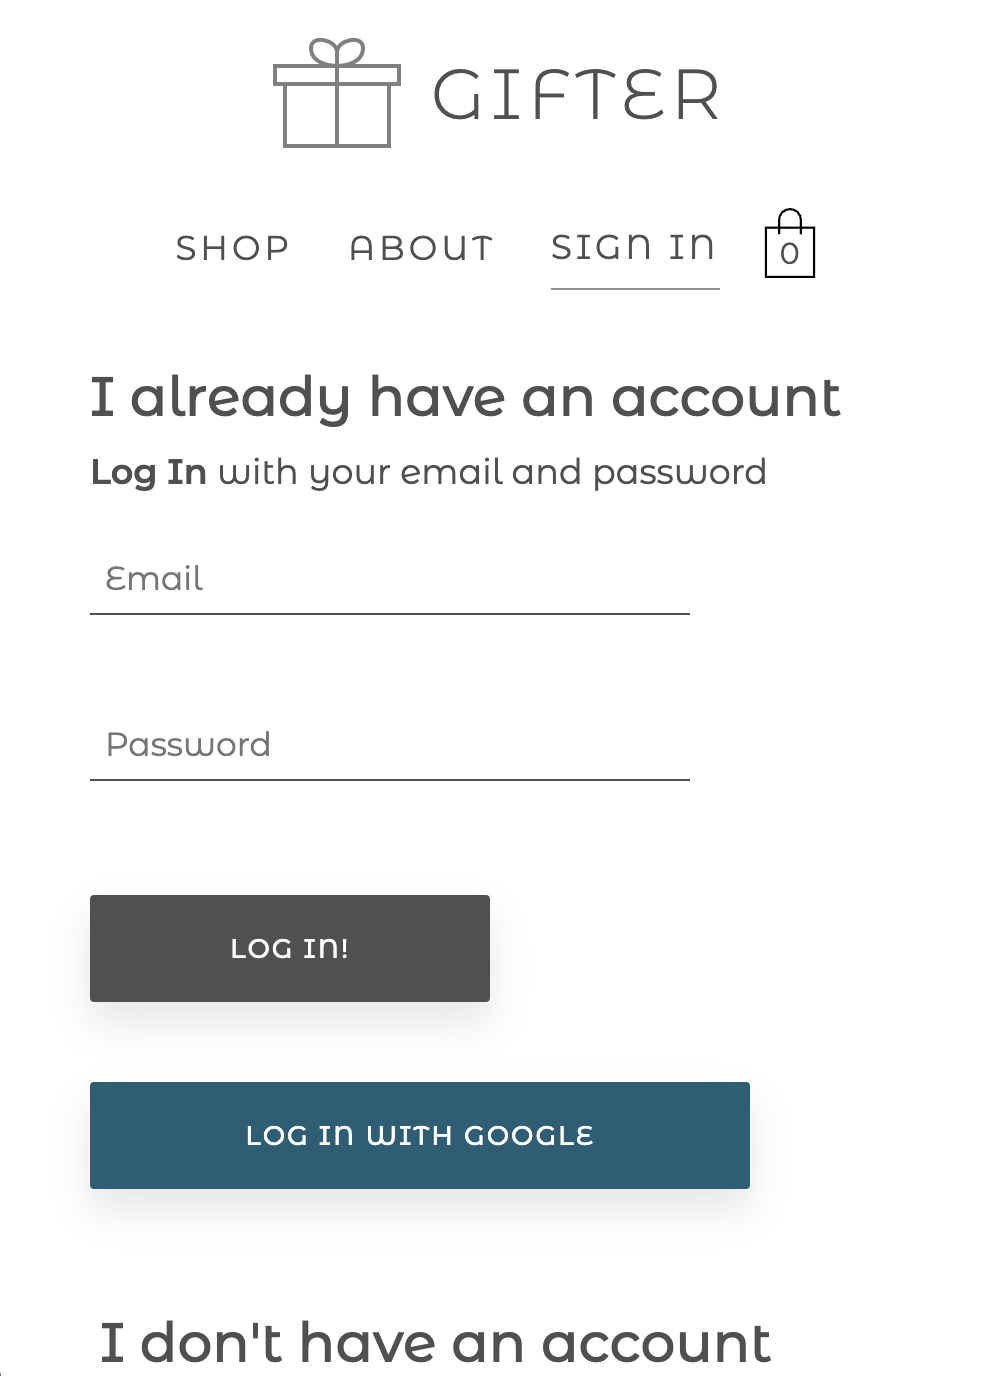 GIFTER
SHOP ABOUT SIGN IN 0
I already have an account
Log In with your email and password
Email
Password
LOG IN!
LOG IN WITH GOOGLE
I don't have an account